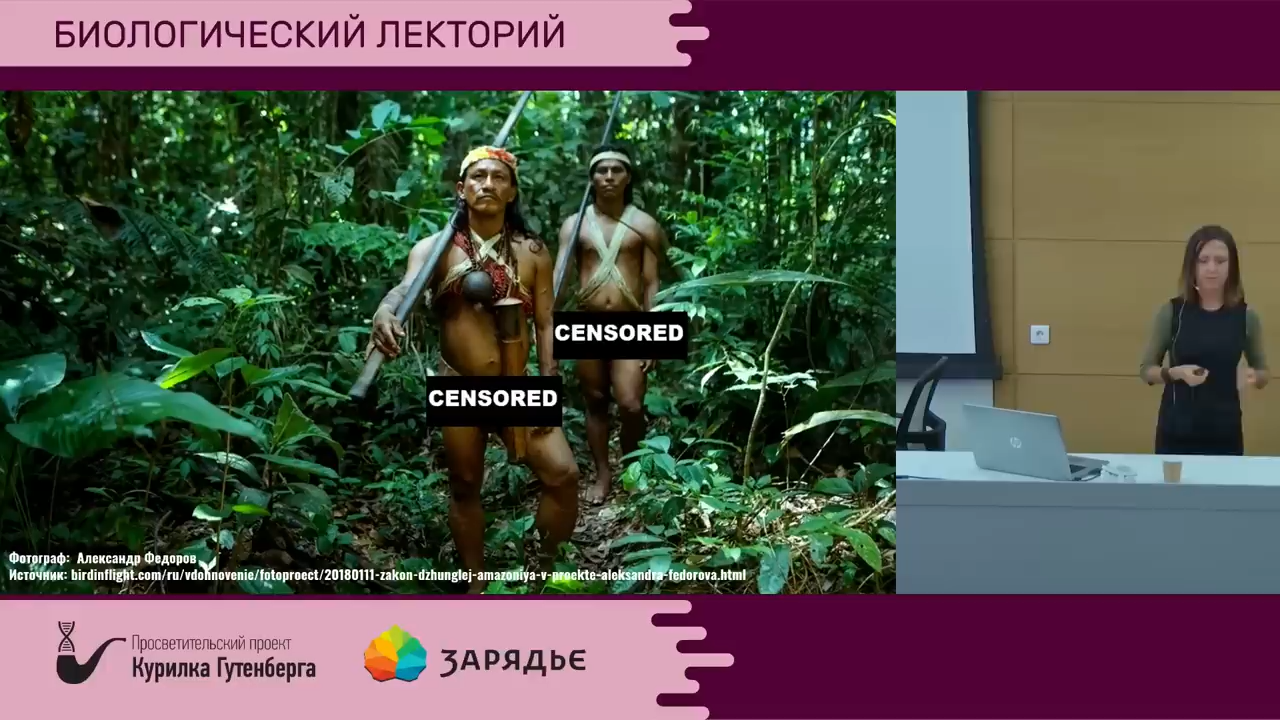 БИОЛОГИЧЕСКИЙ ЛЕКТОРИЙ
CENSORED
CENSORED
Фотограф: Александр Федоров
Источник: birdinflight.com/ru/vdohnovenie/fotoproect/20180111-zakon-dzhunglej-amazoniya-v-proekte-aleksandra-fedorova.html
hp
Просветительский проект
Курилка Гутенберга
ЗАРЯДЬЕ